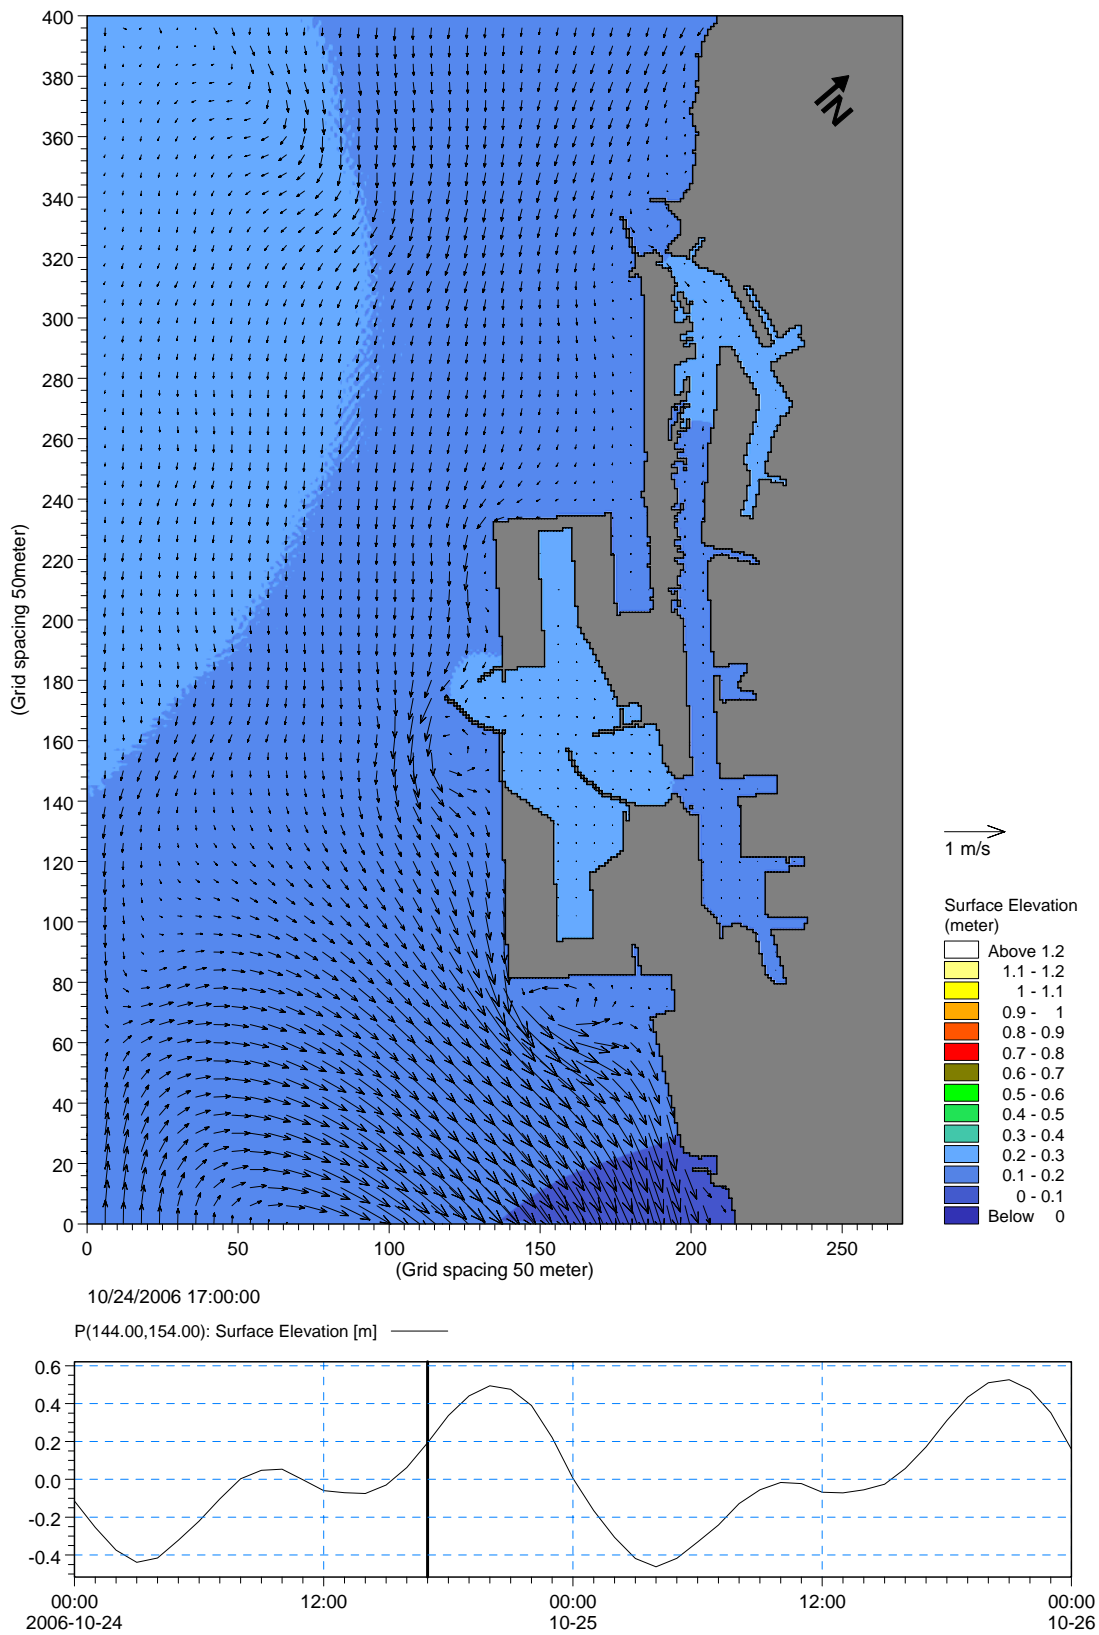 400
380
360
340
320
300
280
260
240
220
200
180
160
140
120
100
80
60
40
20
0
(Grid spacing 50meter)
N
0 50 100 150 200 250
(Grid spacing 50 meter)
1 m/s
Surface Elevation
(meter)
Above 1.2
1.1 - 1.2
1 - 1.1
0.9 - 1
0.8 - 0.9
0.7 - 0.8
0.6 - 0.7
0.5 - 0.6
0.4 - 0.5
0.3 - 0.4
0.2 - 0.3
0.1 - 0.2
0 - 0.1
Below 0
10/24/2006 17:00:00
P(144.00,154.00): Surface Elevation [m]
0.6
0.4
0.2
0.0
-0.2
-0.4
00:00 12:00 00:00 12:00 00:00
2006-10-24 10-25 10-26